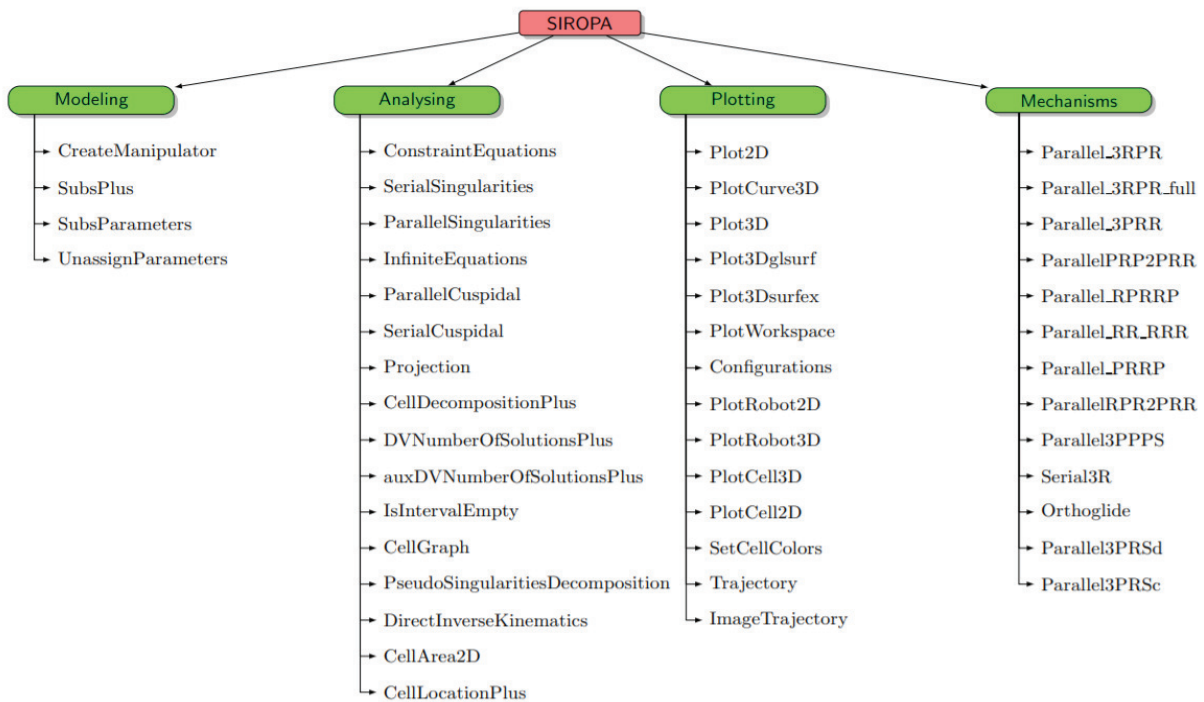 SIROPA
Modeling
CreateManipulator
SubsPlus
SubsParameters
UnassignParameters
Analysing
ConstraintEquations
SerialSingularities
ParallelSingularities
InfiniteEquations
ParallelCuspidal
SerialCuspidal
Projection
CellDecompositionPlus
DVNumberOfSolutionsPlus
auxDVNumberOfSolutionsPlus
IsIntervalEmpty
CellGraph
PseudoSingularitiesDecomposition
DirectInverseKinematics
CellArea2D
CellLocationPlus
Plotting
Plot2D
PlotCurve3D
Plot3D
Plot3Dglsurf
Plot3Dsurfex
PlotWorkspace
Configurations
PlotRobot2D
PlotRobot3D
PlotCell3D
PlotCell2D
SetCellColors
Trajectory
ImageTrajectory
Mechanisms
Parallel_3RPR
Parallel_3RPR_full
Parallel_3PRR
ParallelPRP2PRR
Parallel_RPRRP
Parallel_RR_RRR
Parallel_PRRP
ParallelRPR2PRR
Parallel3PPPS
Serial3R
Orthoglide
Parallel3PRSd
Parallel3PRSc